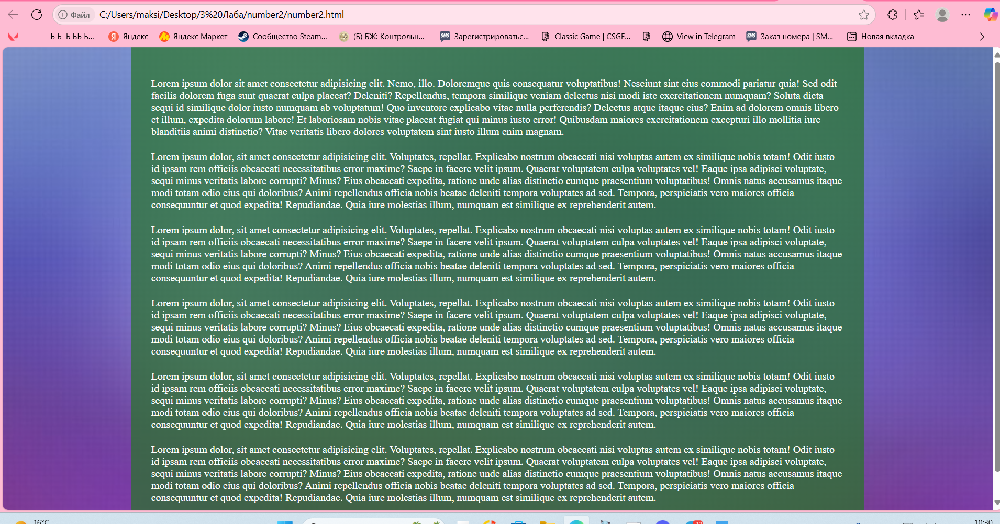 Файл C:/Users/maksi/Desktop/3%20Лаба/number2/number2.html
Ь Ь Ь ЬЬ Ь... Яндекс Яндекс Маркет Сообщество Steam... (Б) БЖ: Контрольн... SMS Зарегистрироваться... Classic Game | CSGF... View in Telegram SMS Заказ номера | SM... Новая вкладка
Lorem ipsum dolor sit amet consectetur adipisicing elit. Nemo, illo. Doloremque quis consequatur voluptatibus! Nesciunt sint eius commodi pariatur quia! Sed odit
facilis dolorem fuga sunt quaerat culpa placeat? Deleniti? Repellendus, tempora similique veniam delectus nisi modi iste exercitationem numquam? Soluta dicta
sequi id similique dolor iusto numquam ab voluptatum! Quo inventore explicabo vitae nulla perferendis? Delectus atque itaque eius? Enim ad dolorem omnis libero
et illum, expedita dolorum labore! Et laboriosam nobis vitae placeat fugiat qui minus iusto error! Quibusdam maiores exercitationem excepturi illo mollitia iure
blanditiis animi distinctio? Vitae veritatis libero dolores voluptatem sint iusto illum enim magnam.
Lorem ipsum dolor, sit amet consectetur adipisicing elit. Voluptates, repellat. Explicabo nostrum obcaecati nisi voluptas autem ex similique nobis totam! Odit iusto
id ipsam rem officiis obcaecati necessitatibus error maxime? Saepe in facere velit ipsum. Quaerat voluptatem culpa voluptates vel! Eaque ipsa adipisci voluptate,
sequi minus veritatis labore corrupti? Minus? Eius obcaecati expedita, ratione unde alias distinctio cumque praesentium voluptatibus! Omnis natus accusamus itaque
modi totam odio eius qui doloribus? Animi repellendus officia nobis beatae deleniti tempora voluptates ad sed. Tempora, perspiciatis vero maiores officia
consequuntur et quod expedita! Repudiandae. Quia iure molestias illum, numquam est similique ex reprehenderit autem.
Lorem ipsum dolor, sit amet consectetur adipisicing elit. Voluptates, repellat. Explicabo nostrum obcaecati nisi voluptas autem ex similique nobis totam! Odit iusto
id ipsam rem officiis obcaecati necessitatibus error maxime? Saepe in facere velit ipsum. Quaerat voluptatem culpa voluptates vel! Eaque ipsa adipisci voluptate,
sequi minus veritatis labore corrupti? Minus? Eius obcaecati expedita, ratione unde alias distinctio cumque praesentium voluptatibus! Omnis natus accusamus itaque
modi totam odio eius qui doloribus? Animi repellendus officia nobis beatae deleniti tempora voluptates ad sed. Tempora, perspiciatis vero maiores officia
consequuntur et quod expedita! Repudiandae. Quia iure molestias illum, numquam est similique ex reprehenderit autem.
Lorem ipsum dolor, sit amet consectetur adipisicing elit. Voluptates, repellat. Explicabo nostrum obcaecati nisi voluptas autem ex similique nobis totam! Odit iusto
id ipsam rem officiis obcaecati necessitatibus error maxime? Saepe in facere velit ipsum. Quaerat voluptatem culpa voluptates vel! Eaque ipsa adipisci voluptate,
sequi minus veritatis labore corrupti? Minus? Eius obcaecati expedita, ratione unde alias distinctio cumque praesentium voluptatibus! Omnis natus accusamus itaque
modi totam odio eius qui doloribus? Animi repellendus officia nobis beatae deleniti tempora voluptates ad sed. Tempora, perspiciatis vero maiores officia
consequuntur et quod expedita! Repudiandae. Quia iure molestias illum, numquam est similique ex reprehenderit autem.
Lorem ipsum dolor, sit amet consectetur adipisicing elit. Voluptates, repellat. Explicabo nostrum obcaecati nisi voluptas autem ex similique nobis totam! Odit iusto
id ipsam rem officiis obcaecati necessitatibus error maxime? Saepe in facere velit ipsum. Quaerat voluptatem culpa voluptates vel! Eaque ipsa adipisci voluptate,
sequi minus veritatis labore corrupti? Minus? Eius obcaecati expedita, ratione unde alias distinctio cumque praesentium voluptatibus! Omnis natus accusamus itaque
modi totam odio eius qui doloribus? Animi repellendus officia nobis beatae deleniti tempora voluptates ad sed. Tempora, perspiciatis vero maiores officia
consequuntur et quod expedita! Repudiandae. Quia iure molestias illum, numquam est similique ex reprehenderit autem.
Lorem ipsum dolor, sit amet consectetur adipisicing elit. Voluptates, repellat. Explicabo nostrum obcaecati nisi voluptas autem ex similique nobis totam! Odit iusto
id ipsam rem officiis obcaecati necessitatibus error maxime? Saepe in facere velit ipsum. Quaerat voluptatem culpa voluptates vel! Eaque ipsa adipisci voluptate,
sequi minus veritatis labore corrupti? Minus? Eius obcaecati expedita, ratione unde alias distinctio cumque praesentium voluptatibus! Omnis natus accusamus itaque
modi totam odio eius qui doloribus? Animi repellendus officia nobis beatae deleniti tempora voluptates ad sed. Tempora, perspiciatis vero maiores officia
consequuntur et quod expedita! Repudiandae. Quia iure molestias illum, numquam est similique ex reprehenderit autem.
16°C 12 10:30